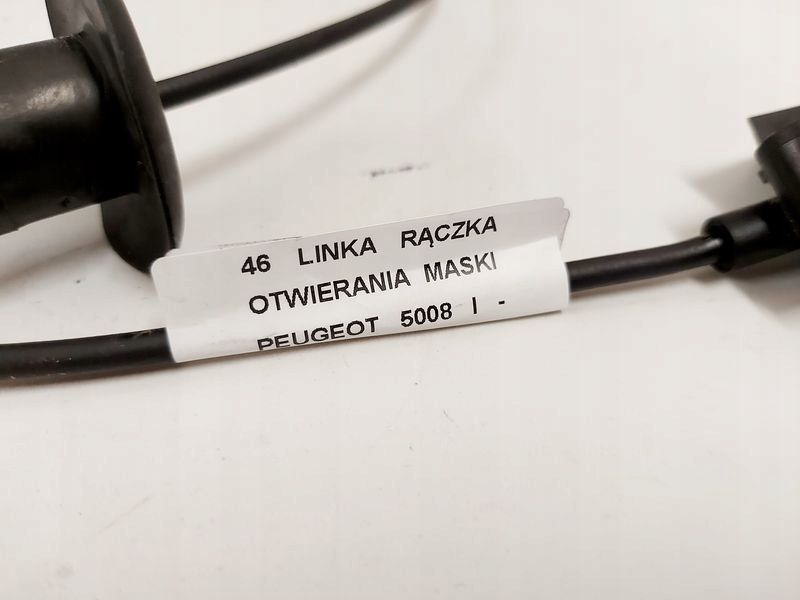 46 LINKA RĄCZKA
OTWIERANIA MASKI
PEUGEOT 5008 I -